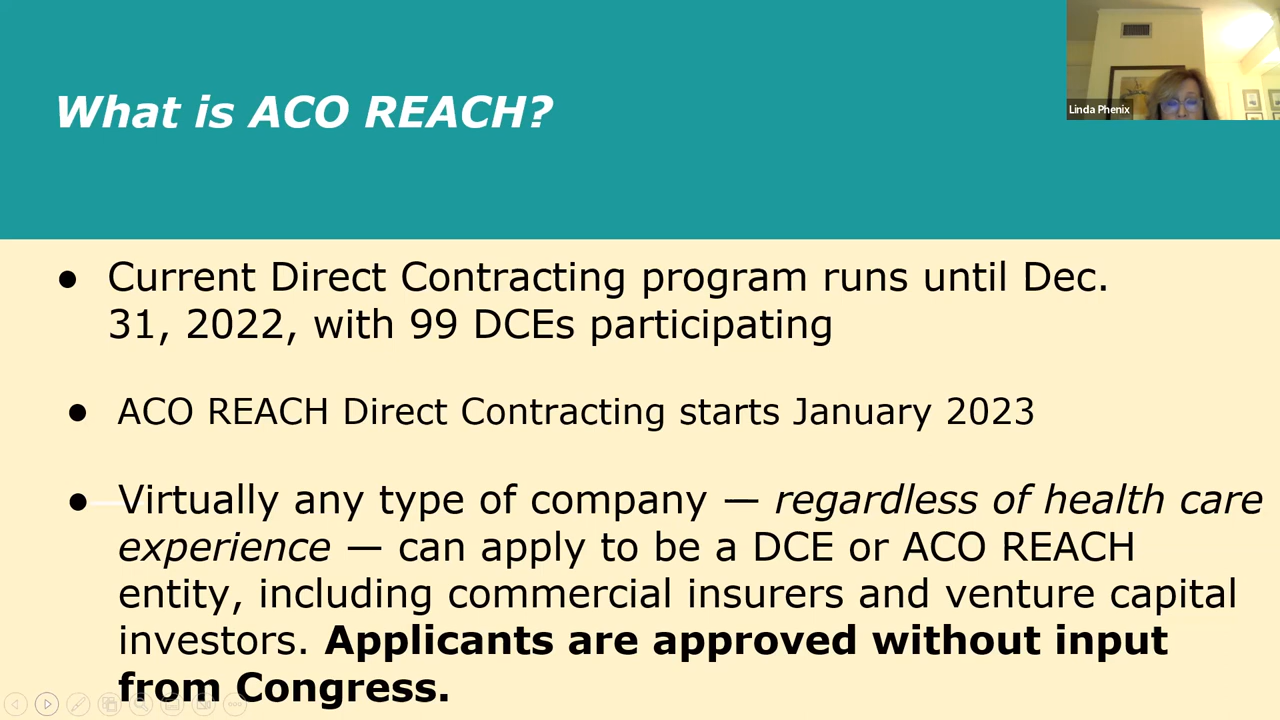 What is ACO REACH?
Linda Phenix
● Current Direct Contracting program runs until Dec.
31, 2022, with 99 DCEs participating
● ACO REACH Direct Contracting starts January 2023
● Virtually any type of company — regardless of health care
experience — can apply to be a DCE or ACO REACH
entity, including commercial insurers and venture capital
investors. Applicants are approved without input
from Congress.